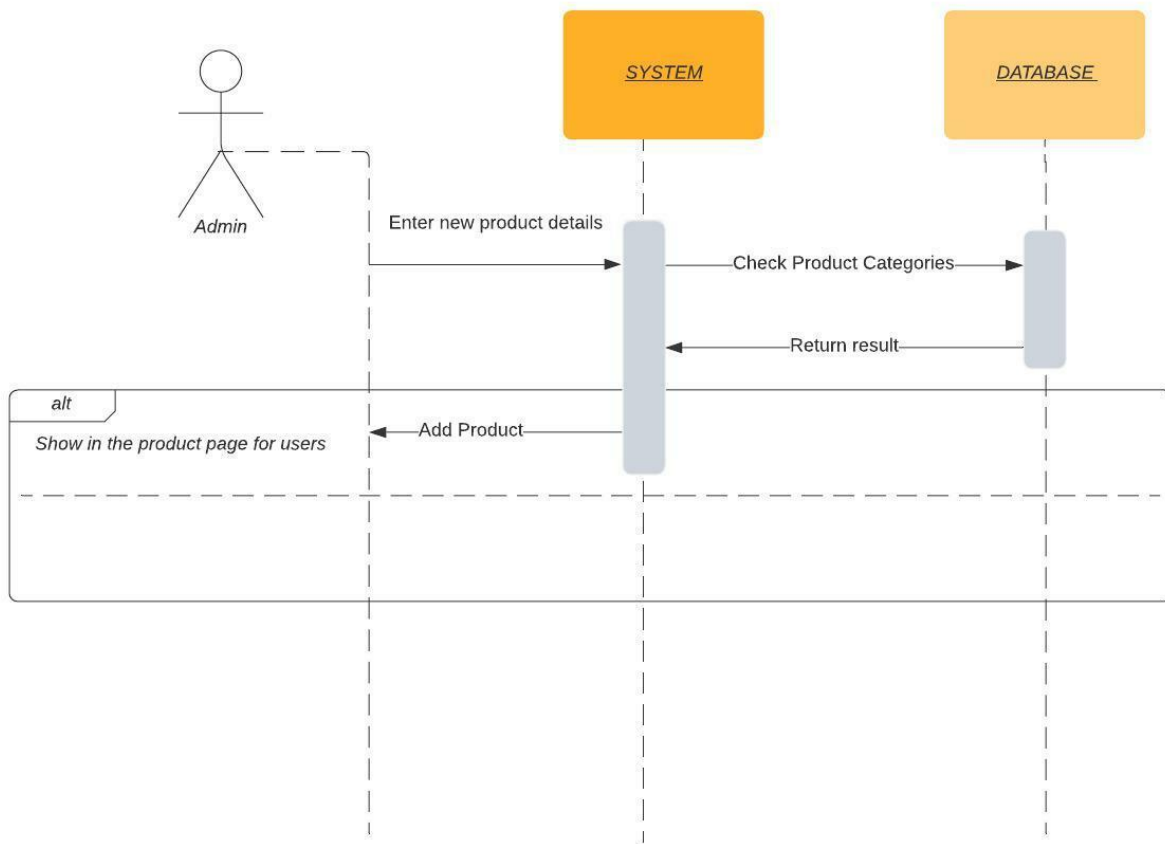 SYSTEM
DATABASE
Admin
Enter new product details
Check Product Categories
Return result
alt
Show in the product page for users
Add Product